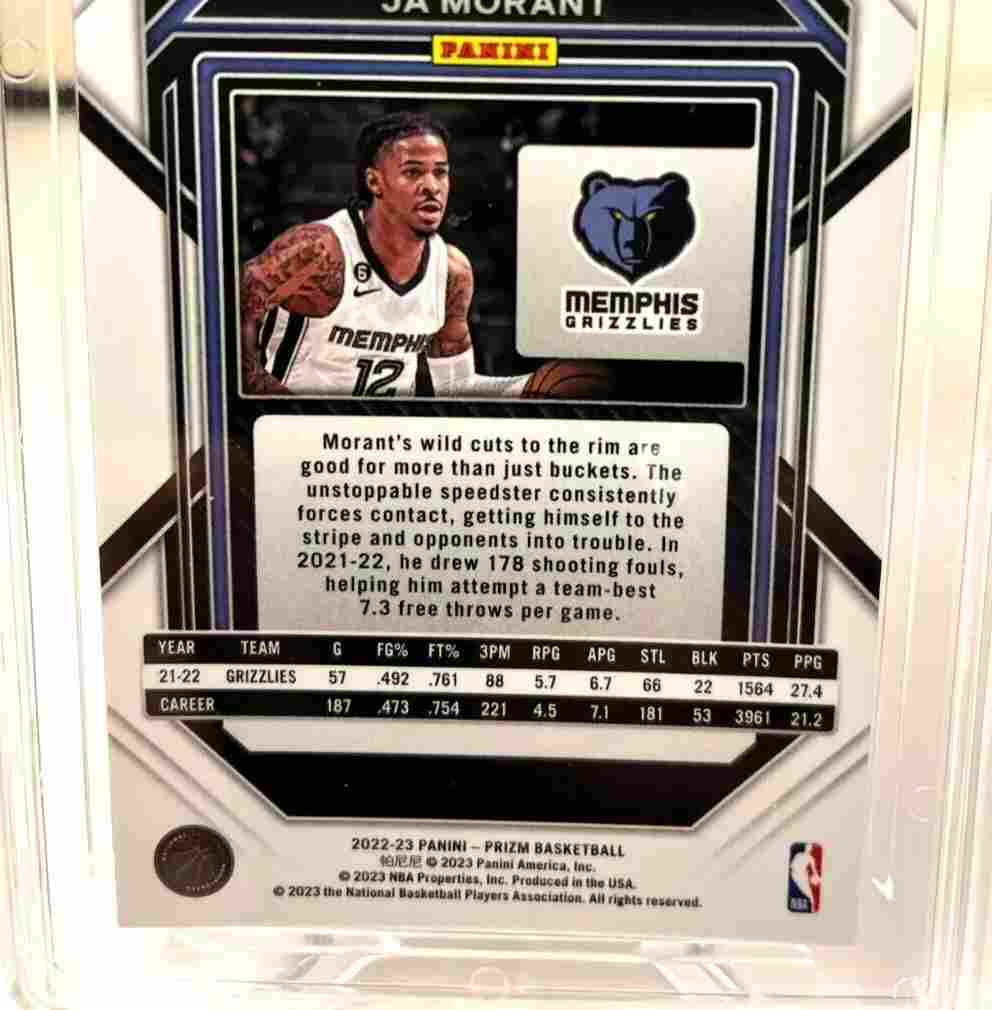 JA MORANT
PANINI
6
MEMPHIS
12
MEMPHIS
GRIZZLIES
Morant's wild cuts to the rim are
good for more than just buckets. The
unstoppable speedster consistently
forces contact, getting himself to the
stripe and opponents into trouble. In
2021-22, he drew 178 shooting fouls,
helping him attempt a team-best
7.3 free throws per game.
YEAR TEAM G FG% FT% 3PM RPG APG STL BLK PTS PPG
21-22 GRIZZLIES 57 .492 .761 88 5.7 6.7 66 22 1564 27.4
CAREER 187 .473 .754 221 4.5 7.1 181 53 3961 21.2
2022-23 PANINI – PRIZM BASKETBALL
帕尼尼 © 2023 Panini America, Inc.
© 2023 NBA Properties, Inc. Produced in the USA.
© 2023 the National Basketball Players Association. All rights reserved.
NBA